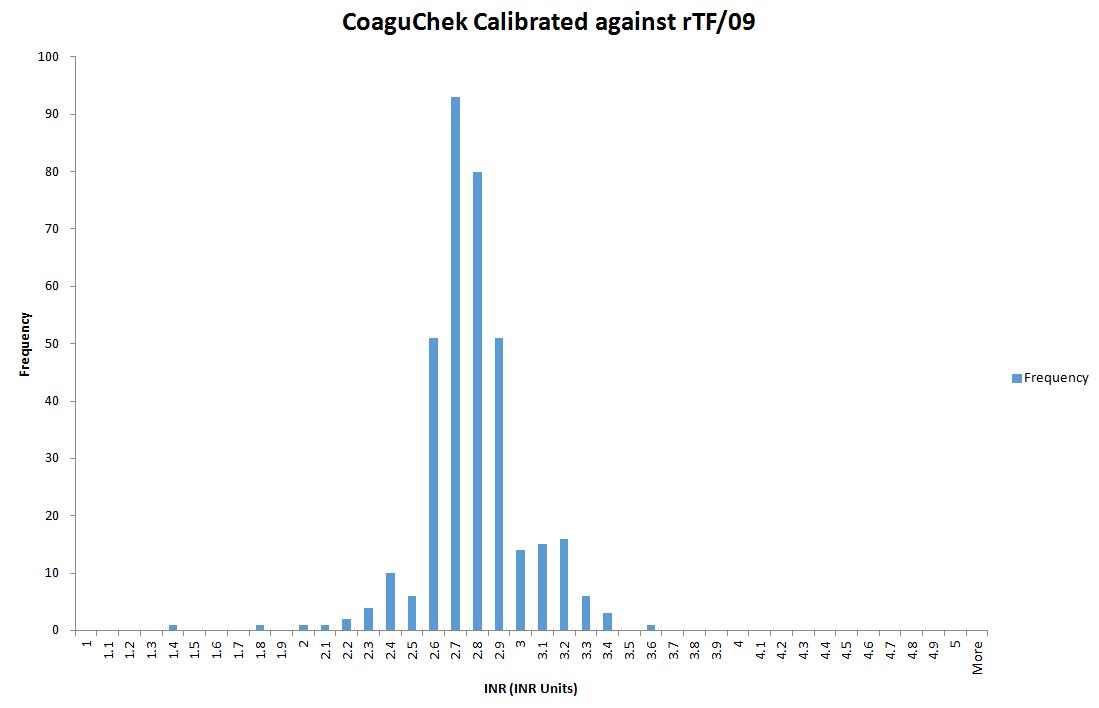 CoaguChek Calibrated against rTF/09
100
90
80
70
60
50
40
30
20
10
0
Frequency
1 1.1 1.2 1.3 1.4 1.5 1.6 1.7 1.8 1.9 2 2.1 2.2 2.3 2.4 2.5 2.6 2.7 2.8 2.9 3 3.1 3.2 3.3 3.4 3.5 3.6 3.7 3.8 3.9 4 4.1 4.2 4.3 4.4 4.5 4.6 4.7 4.8 4.9 5 More
INR (INR Units)
Frequency